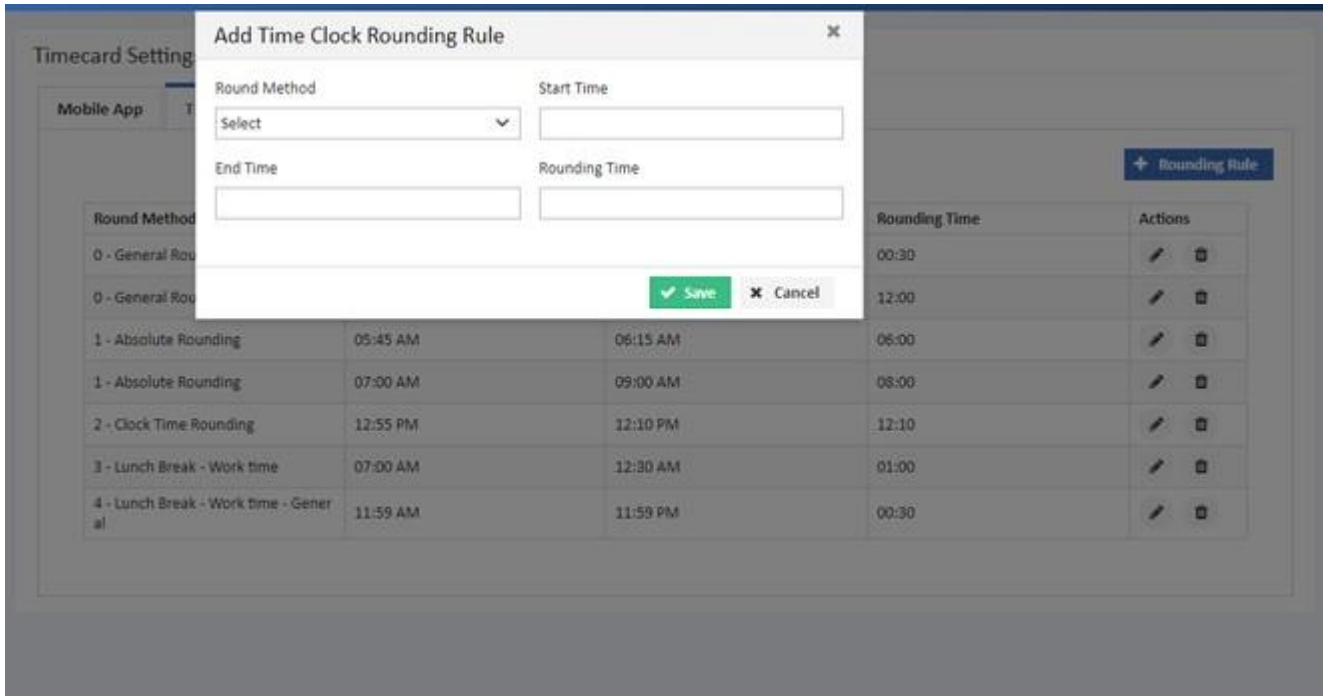 Add Time Clock Rounding Rule
Timecard Setting
Round Method Start Time
Mobile App T
Select
End Time Rounding Time
+ Rounding Rule
Round Method Rounding Time Actions
0 - General Rou 00:30
Save Cancel
0 - General Rou 12:00
1 - Absolute Rounding 05:45 AM 06:15 AM 06:00
1 - Absolute Rounding 07:00 AM 09:00 AM 08:00
2 - Clock Time Rounding 12:55 PM 12:10 PM 12:10
3 - Lunch Break - Work time 07:00 AM 12:30 AM 01:00
4 - Lunch Break - Work time - Gener
al 11:59 AM 11:59 PM 00:30